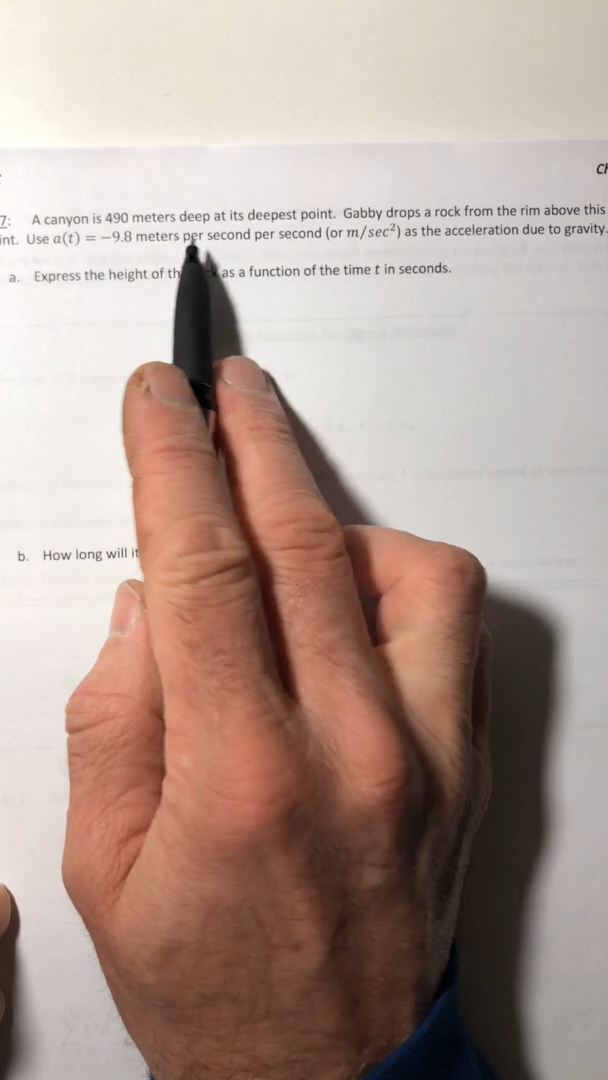 7: A canyon is 490 meters deep at its deepest point. Gabby drops a rock from the rim above this
int. Use a(t) = −9.8 meters per second per second (or m/sec²) as the acceleration due to gravity.
a. Express the height of th k as a function of the time t in seconds.
b. How long will it